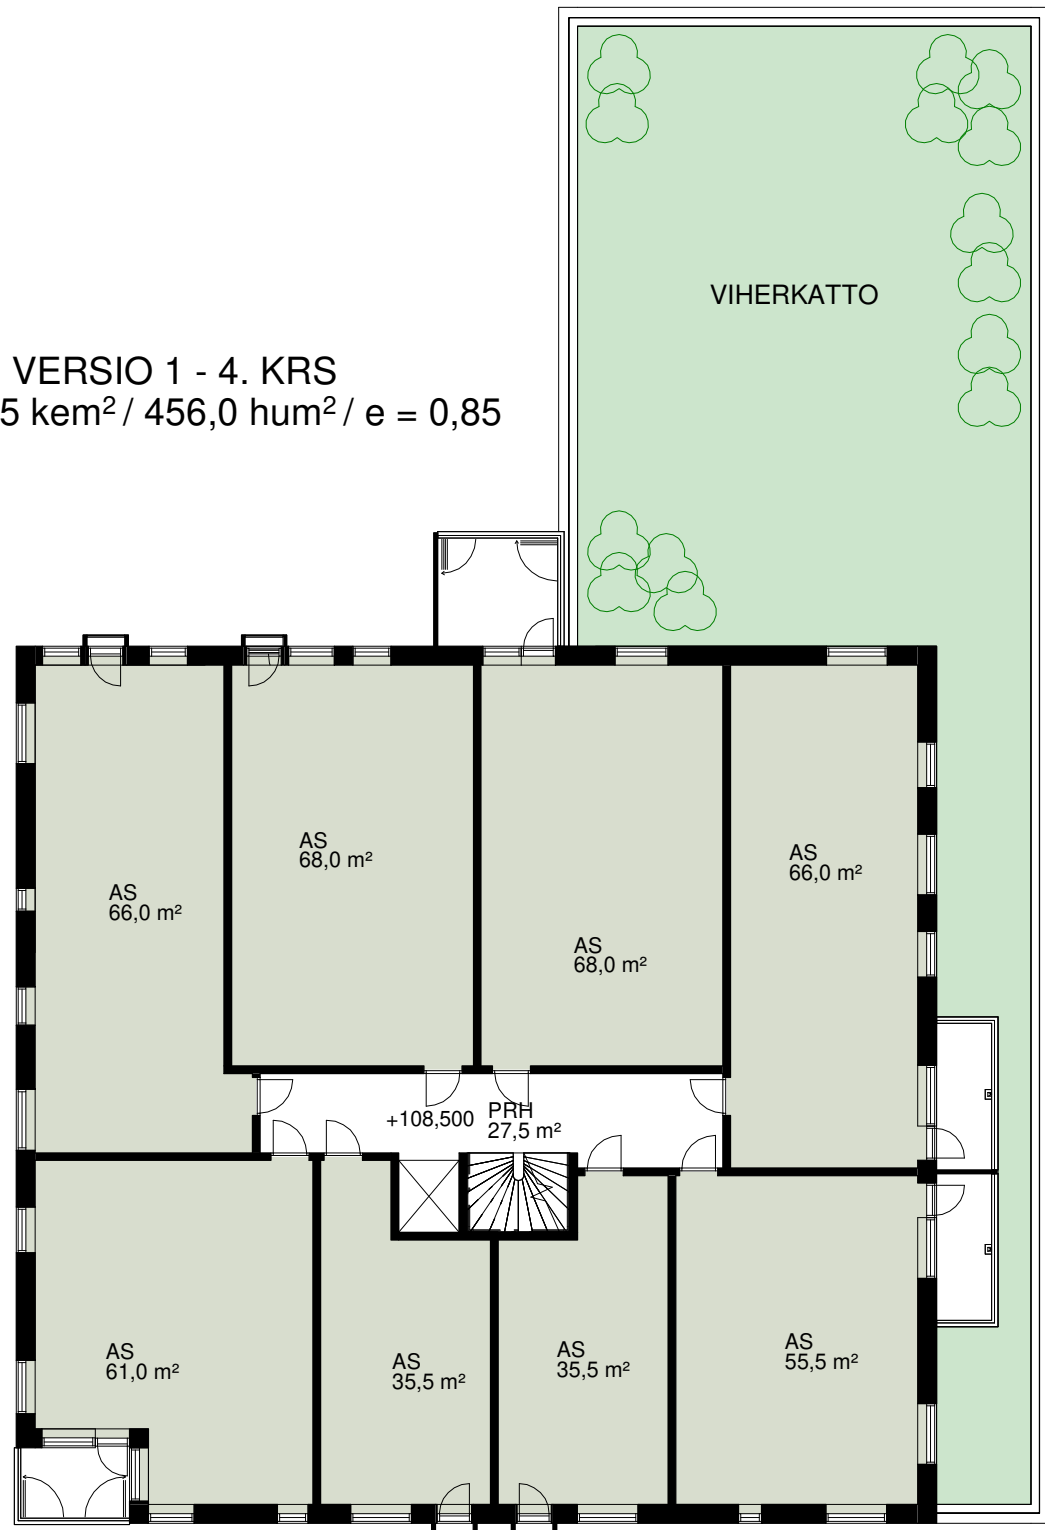 VIHERKATTO
VERSIO 1 - 4. KRS
5 kem² / 456,0 hum² / e = 0,85
AS
68,0 m²
AS
66,0 m²
AS
66,0 m²
AS
68,0 m²
+108,500
PRH
27,5 m²
AS
61,0 m²
AS
35,5 m²
AS
35,5 m²
AS
55,5 m²